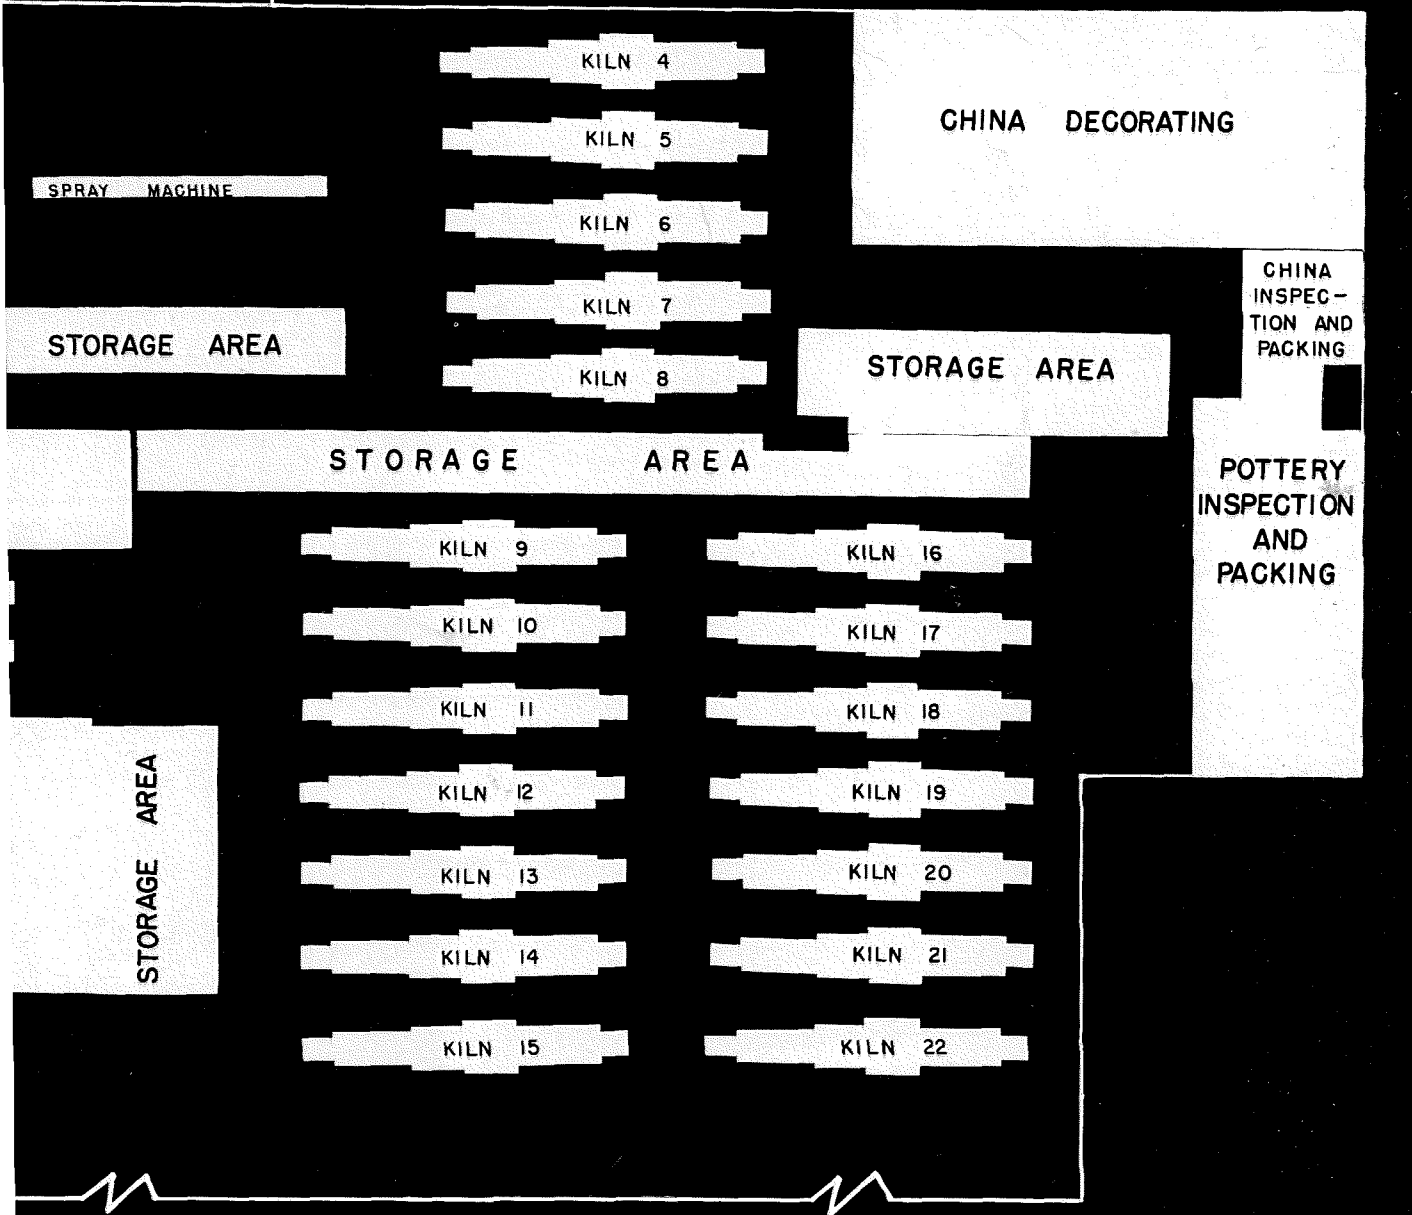 KILN 4
CHINA DECORATING
KILN 5
SPRAY MACHINE
KILN 6
CHINA
INSPEC-
TION AND
PACKING
KILN 7
STORAGE AREA
STORAGE AREA
KILN 8
STORAGE AREA
POTTERY
INSPECTION
AND
PACKING
KILN 9
KILN 16
KILN 10
KILN 17
KILN 11
KILN 18
STORAGE AREA
KILN 12
KILN 19
KILN 13
KILN 20
KILN 14
KILN 21
KILN 15
KILN 22